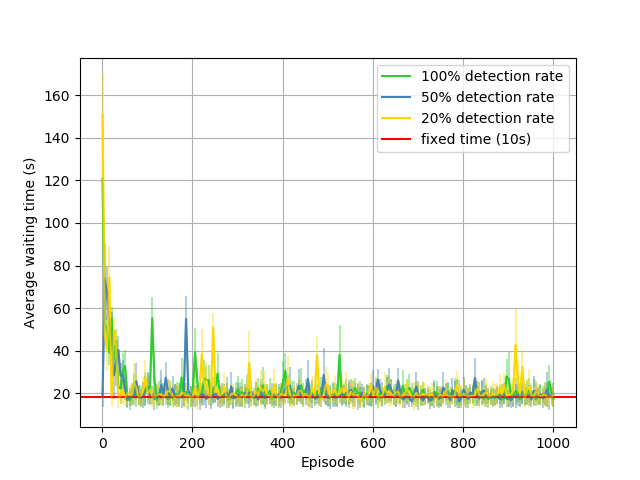 100% detection rate
50% detection rate
20% detection rate
fixed time (10s)
160
140
120
100
80
60
40
20
Average waiting time (s)
0 200 400 600 800 1000
Episode